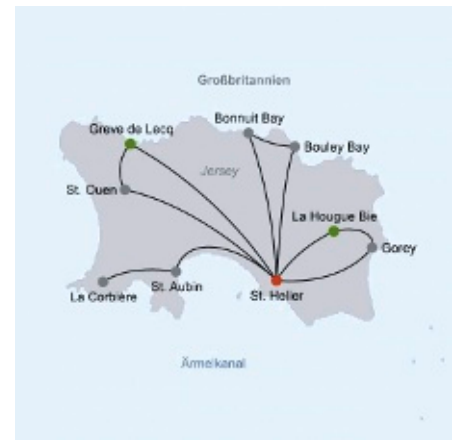 Großbritannien
Bonnuit Bay
Greve de Lecq
Bouley Bay
Jersey
St. Ouen
La Hougue Bie
Gorey
La Corbière
St. Aubin
St. Helier
Ärmelkanal